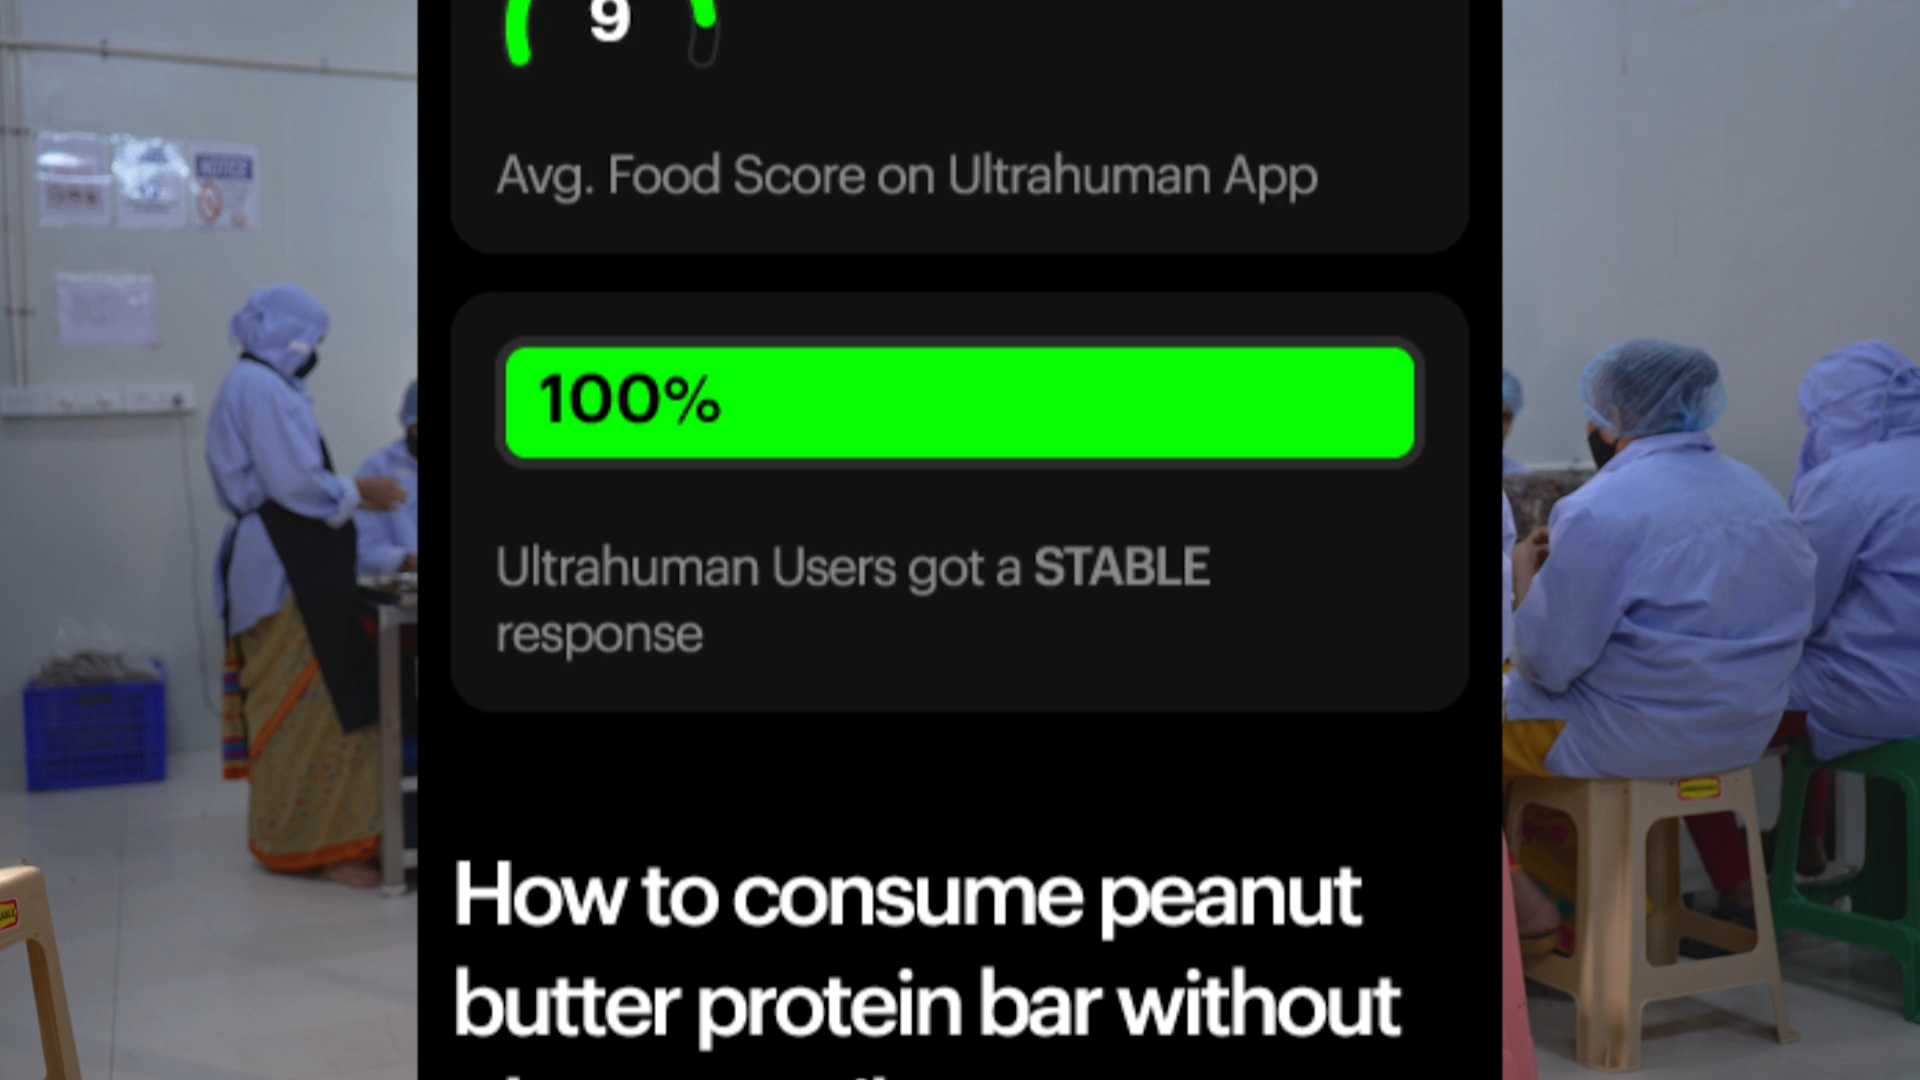 9
Avg. Food Score on Ultrahuman App
100%
Ultrahuman Users got a STABLE
response
NOTICE
How to consume peanut
butter protein bar without